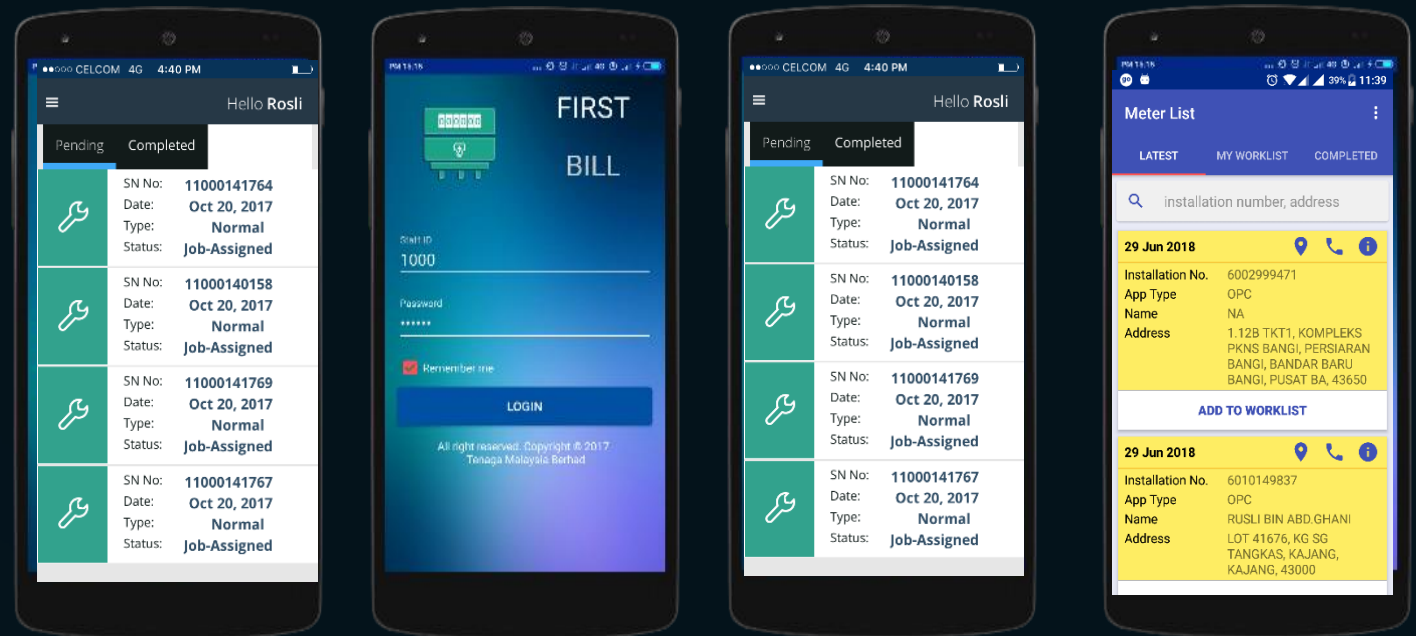 ●●○○○ CELCOM 4G 4:40 PM
Hello Rosli
Pending Completed
SN No: 11000141764
Date: Oct 20, 2017
Type: Normal
Status: Job-Assigned
SN No: 11000140158
Date: Oct 20, 2017
Type: Normal
Status: Job-Assigned
SN No: 11000141769
Date: Oct 20, 2017
Type: Normal
Status: Job-Assigned
SN No: 11000141767
Date: Oct 20, 2017
Type: Normal
Status: Job-Assigned
PM 15.15
4G
000000
FIRST
BILL
Staff ID
1000
Password
••••••
Remember me
LOGIN
All right reserved. Copyright © 2017
Tenaga Malaysia Berhad
●●○○○ CELCOM 4G 4:40 PM
Hello Rosli
Pending Completed
SN No: 11000141764
Date: Oct 20, 2017
Type: Normal
Status: Job-Assigned
SN No: 11000140158
Date: Oct 20, 2017
Type: Normal
Status: Job-Assigned
SN No: 11000141769
Date: Oct 20, 2017
Type: Normal
Status: Job-Assigned
SN No: 11000141767
Date: Oct 20, 2017
Type: Normal
Status: Job-Assigned
PM 15.15
4G
go 39% 11:39
Meter List
LATEST MY WORKLIST COMPLETED
installation number, address
29 Jun 2018
Installation No. 6002999471
App Type OPC
Name NA
Address 1.12B TKT1, KOMPLEKS
PKNS BANGI, PERSIARAN
BANGI, BANDAR BARU
BANGI, PUSAT BA, 43650
ADD TO WORKLIST
29 Jun 2018
Installation No. 6010149837
App Type OPC
Name RUSLI BIN ABD.GHANI
Address LOT 41676, KG SG
TANGKAS, KAJANG,
KAJANG, 43000